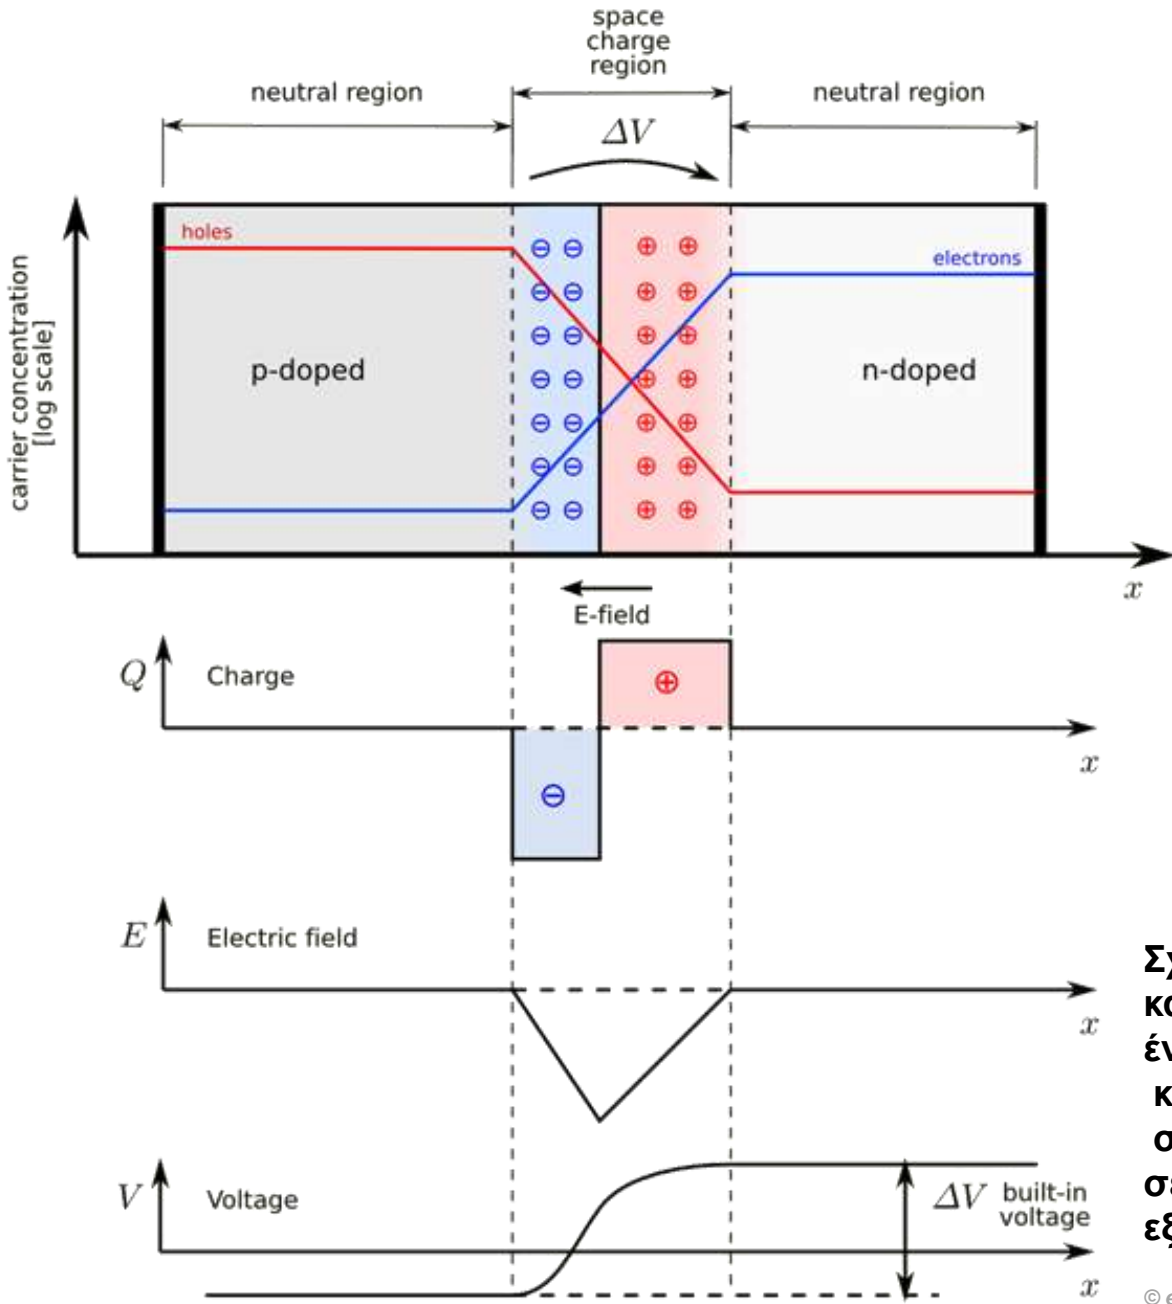 space
charge
region
neutral region
neutral region
ΔV
holes
electrons
carrier concentration
[log scale]
p-doped
n-doped
x
E-field
Q
Charge
x
E
Electric field
x
V
Voltage
ΔV
built-in
voltage
x
©